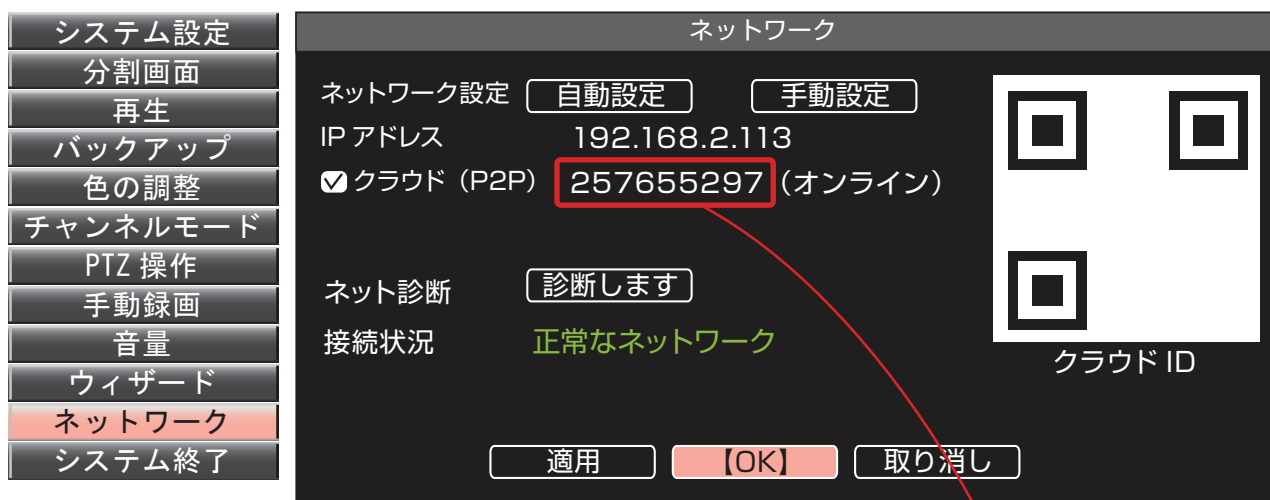 システム設定
分割画面
再生
バックアップ
色の調整
チャンネルモード
PTZ 操作
手動録画
音量
ウィザード
ネットワーク
システム終了
ネットワーク
ネットワーク設定 自動設定 手動設定
IP アドレス 192.168.2.113
クラウド（P2P） 257655297（オンライン）
ネット診断 診断します
接続状況 正常なネットワーク
クラウド ID
適用 【OK】 取り消し